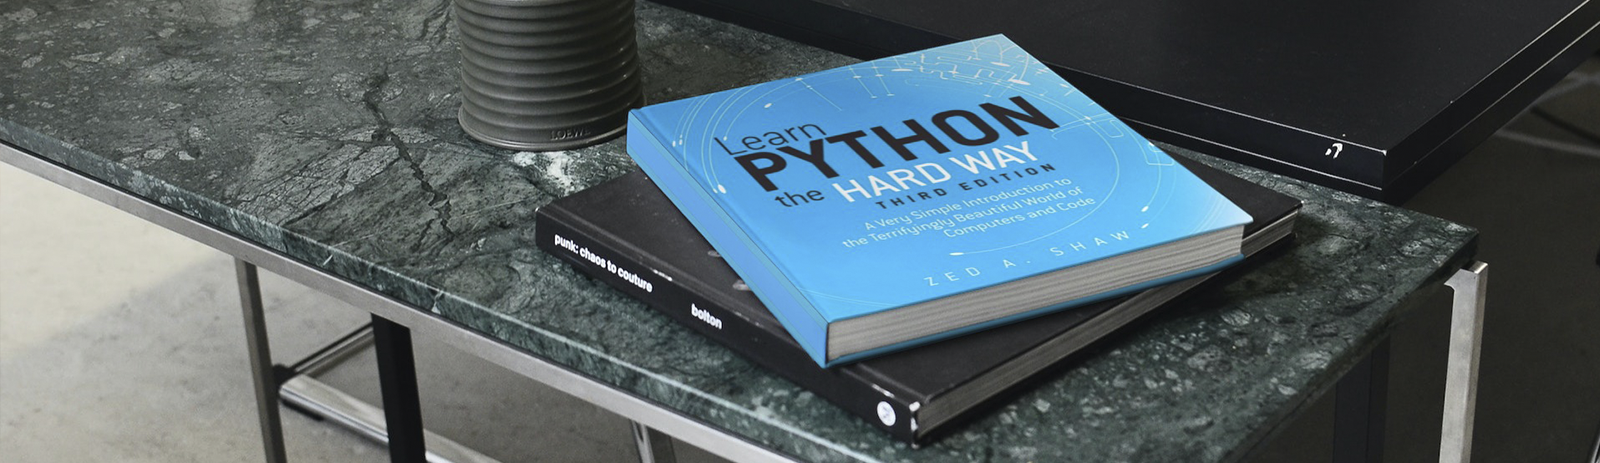 LOEWE
Learn
PYTHON
the HARD WAY
THIRD EDITION
A Very Simple Introduction to
the Terrifyingly Beautiful World of
Computers and Code
ZED A. SHAW
punk: chaos to couture
bolton